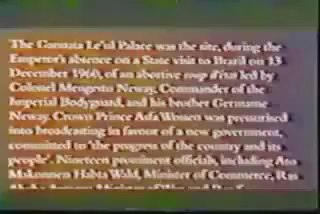 The Gannata Le'ul Palace was the site, during the
Emperor's absence on a State visit to Brazil on 13
December 1960, of an abortive coup d'état led by
Colonel Mengestu Neway, Commander of the
Imperial Bodyguard, and his brother Germame
Neway. Crown Prince Asfa Wossen was pressurised
into broadcasting in favour of a new government,
committed to 'the progress of the country and its
people'. Nineteen prominent officials, including Ato
Makonnen Habta Wald, Minister of Commerce, Ras